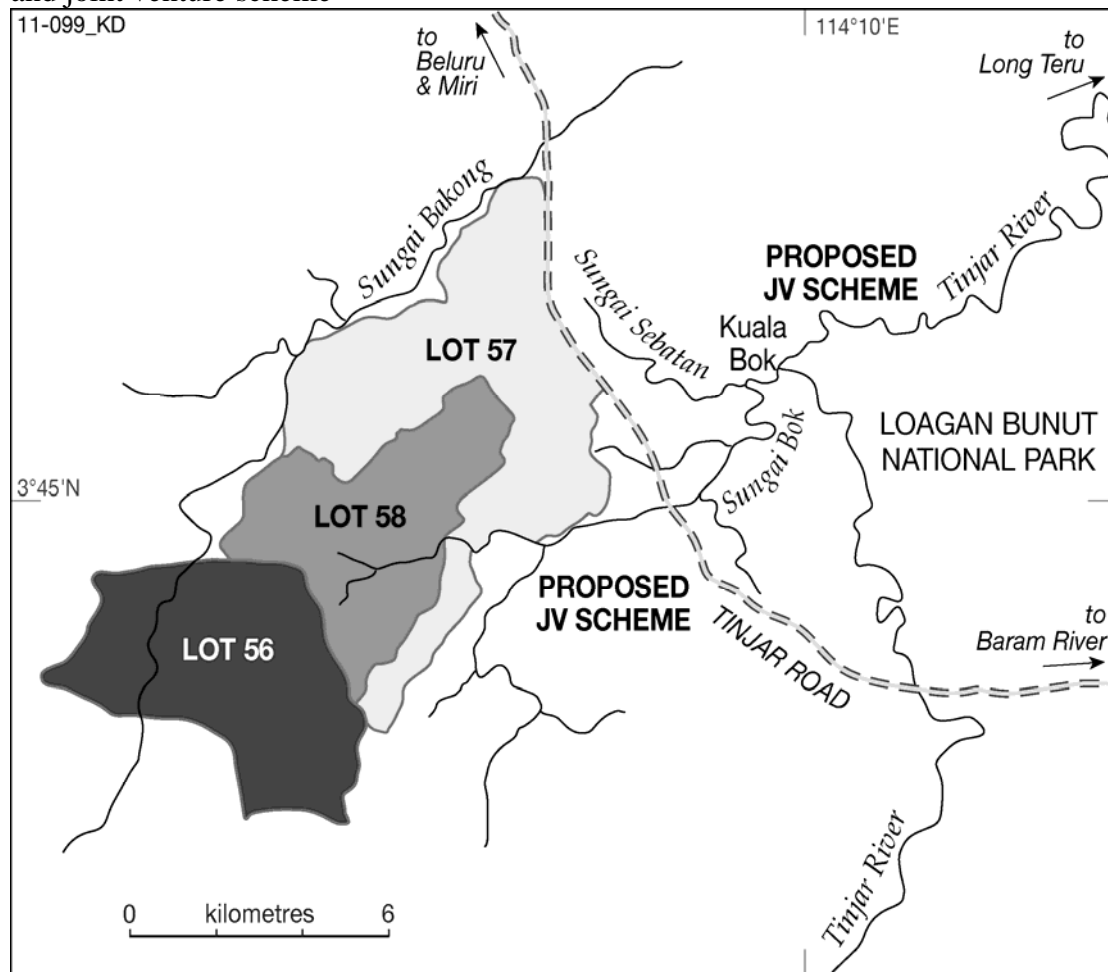 and joint venture scheme
11-099_KD
114°10'E
to
Beluru
& Miri
to
Long Teru
Sungai Bakong
Tinjar River
PROPOSED
JV SCHEME
Sungai Sebatan
Kuala
Bok
LOT 57
LOAGAN BUNUT
NATIONAL PARK
Sungai Bok
3°45'N
LOT 58
PROPOSED
JV SCHEME
TINJAR ROAD
to
Baram River
LOT 56
Tinjar River
0 kilometres 6